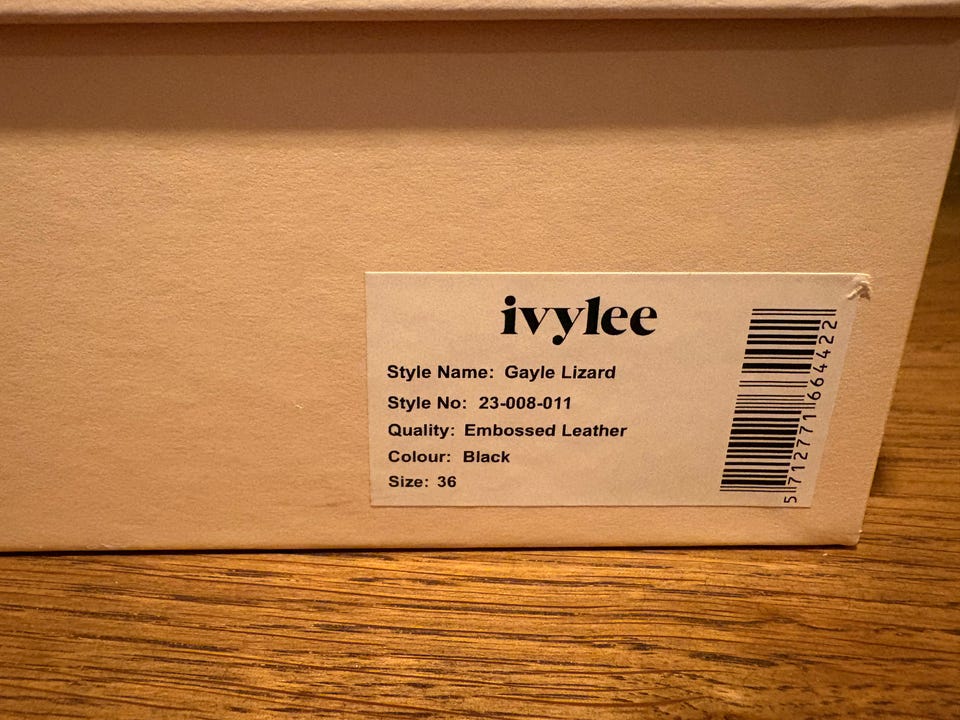 ivylee
Style Name: Gayle Lizard
Style No: 23-008-011
Quality: Embossed Leather
Colour: Black
Size: 36
5712771664422